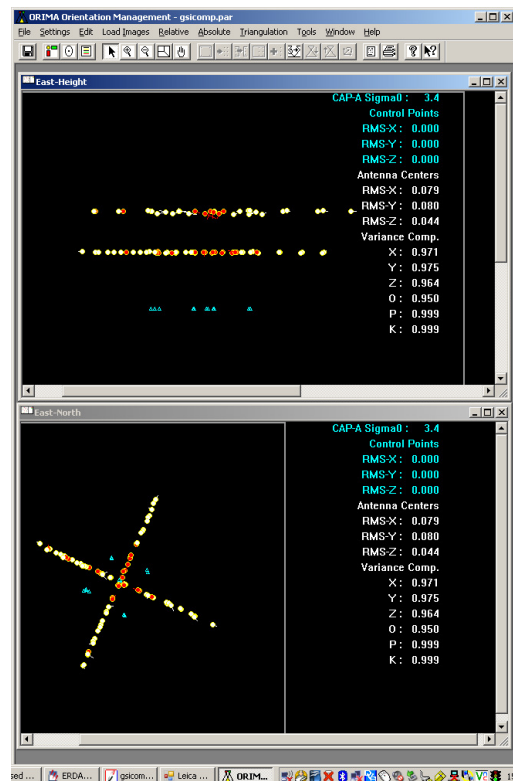 ORIMA Orientation Management - gsicomp.par
File Settings Edit Load Images Relative Absolute Triangulation Tools Window Help
East-Height
CAP-A Sigma0 : 3.4
Control Points
RMS-X : 0.000
RMS-Y : 0.000
RMS-Z : 0.000
Antenna Centers
RMS-X : 0.079
RMS-Y : 0.080
RMS-Z : 0.044
Variance Comp.
X : 0.971
Y : 0.975
Z : 0.964
O : 0.950
P : 0.999
K : 0.999
East-North
CAP-A Sigma0 : 3.4
Control Points
RMS-X : 0.000
RMS-Y : 0.000
RMS-Z : 0.000
Antenna Centers
RMS-X : 0.079
RMS-Y : 0.080
RMS-Z : 0.044
Variance Comp.
X : 0.971
Y : 0.975
Z : 0.964
O : 0.950
P : 0.999
K : 0.999
sed ... ERDA... gsicom... Leica ... ORIM...